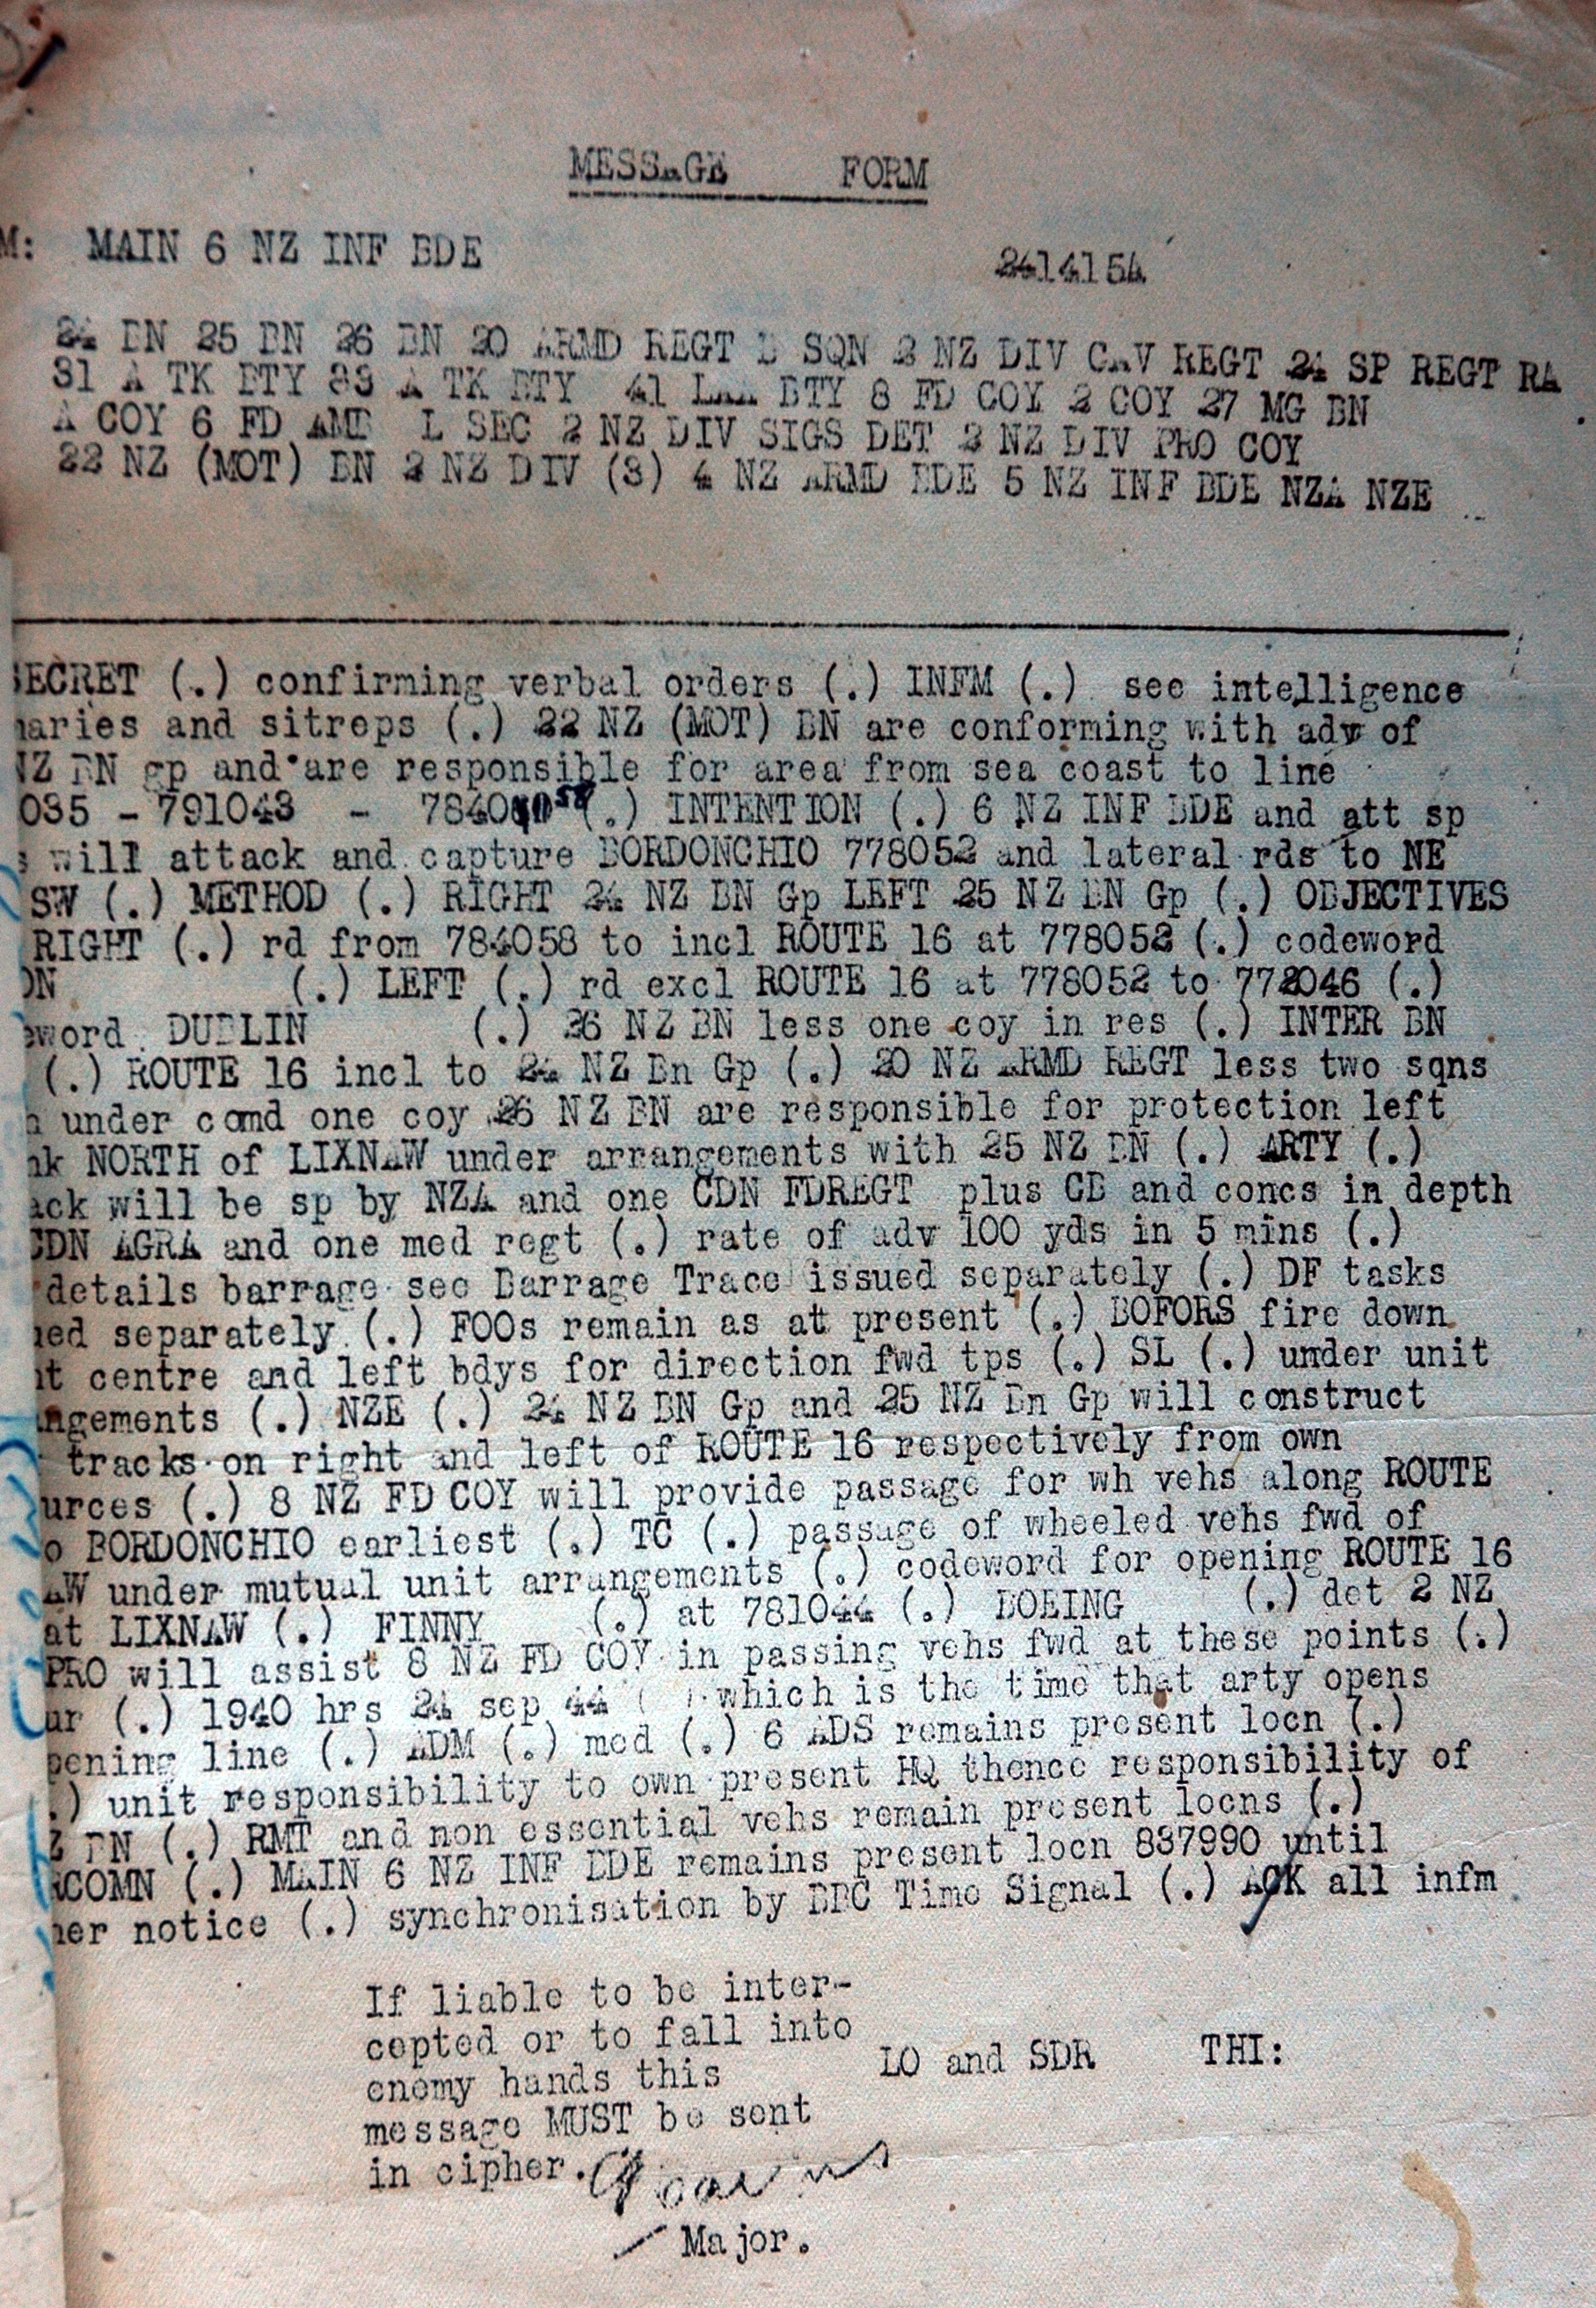 MESSAGE FORM
M: MAIN 6 NZ INF BDE
241415A
24 BN 25 BN 26 BN 20 ARMD REGT B SQN 2 NZ DIV CAV REGT 24 SP REGT RA
31 A TK BTY 33 A TK BTY 41 LAA BTY 8 FD COY 2 COY 27 MG BN
A COY 6 FD AMB L SEC 2 NZ DIV SIGS DET 2 NZ DIV PRO COY
22 NZ (MOT) BN 2 NZ DIV (3) 4 NZ ARMD BDE 5 NZ INF BDE NZA NZE
SECRET (.) confirming verbal orders (.) INFM (.) see intelligence
maries and sitreps (.) 22 NZ (MOT) BN are conforming with adv of
NZ BN gp and are responsible for area from sea coast to line
035 - 791043 - (.) INTENTION (.) 6 NZ INF BDE and att sp
s will attack and capture BORDONCHIO 778052 and lateral rds to NE
SW (.) METHOD (.) RIGHT 24 NZ BN Gp LEFT 25 NZ BN Gp (.) OBJECTIVES
RIGHT (.) rd from 784058 to incl ROUTE 16 at 778052 (.) codeword
ON (.) LEFT (.) rd excl ROUTE 16 at 778052 to 772046 (.)
eword DUBLIN (.) 26 NZ BN less one coy in res (.) INTER BN
(.) ROUTE 16 incl to 24 NZ Bn Gp (.) 20 NZ ARMD REGT less two sqns
h under comd one coy 26 NZ BN are responsible for protection left
nk NORTH of LIXNAW under arrangements with 25 NZ BN (.) ARTY (.)
ack will be sp by NZA and one CDN FDREGT plus CB and concs in depth
CDN AGRA and one med regt (.) rate of adv 100 yds in 5 mins (.)
details barrage see Barrage Trace issued separately (.) DF tasks
ued separately (.) FOOs remain as at present (.) BOFORS fire down
ht centre and left bdys for direction fwd tps (.) SL (.) under unit
ngements (.) NZE (.) 24 NZ BN Gp and 25 NZ Bn Gp will construct
tracks on right and left of ROUTE 16 respectively from own
urces (.) 8 NZ FD COY will provide passage for wh vehs along ROUTE
o BORDONCHIO earliest (.) TC (.) passage of wheeled vehs fwd of
AW under mutual unit arrangements (.) codeword for opening ROUTE 16
at LIXNAW (.) FINNY (.) at 781044 (.) BOEING (.) det 2 NZ
PRO will assist 8 NZ FD COY in passing vehs fwd at these points (.)
ur (.) 1940 hrs 24 sep 44 ( ) which is the time that arty opens
pening line (.) ADM (.) med (.) 6 ADS remains present locn (.)
.) unit responsibility to own present HQ thence responsibility of
Z BN (.) RMT and non essential vehs remain present locns (.)
RCOMN (.) MAIN 6 NZ INF BDE remains present locn 837990 until
her notice (.) synchronisation by BBC Time Signal (.) ACK all infm
If liable to be inter-
cepted or to fall into
enemy hands this
message MUST be sent
in cipher.
LO and SDR THI:
Major.